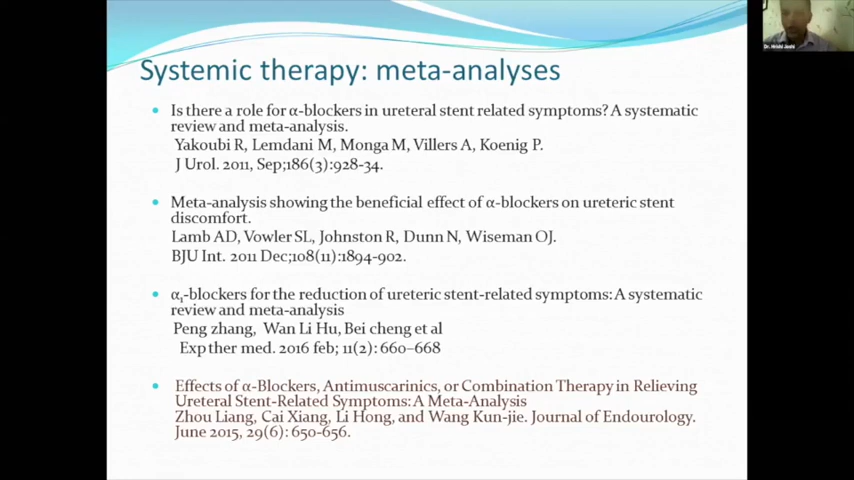 Dr. Hrishi Joshi
Systemic therapy: meta-analyses
• Is there a role for α-blockers in ureteral stent related symptoms? A systematic
review and meta-analysis.
Yakoubi R, Lemdani M, Monga M, Villers A, Koenig P.
J Urol. 2011, Sep;186(3):928-34.
• Meta-analysis showing the beneficial effect of α-blockers on ureteric stent
discomfort.
Lamb AD, Vowler SL, Johnston R, Dunn N, Wiseman OJ.
BJU Int. 2011 Dec;108(11):1894-902.
• α₁-blockers for the reduction of ureteric stent-related symptoms: A systematic
review and meta-analysis
Peng zhang, Wan Li Hu, Bei cheng et al
Exp ther med. 2016 feb; 11(2): 660–668
• Effects of α-Blockers, Antimuscarinics, or Combination Therapy in Relieving
Ureteral Stent-Related Symptoms: A Meta-Analysis
Zhou Liang, Cai Xiang, Li Hong, and Wang Kun-jie. Journal of Endourology.
June 2015, 29(6): 650-656.